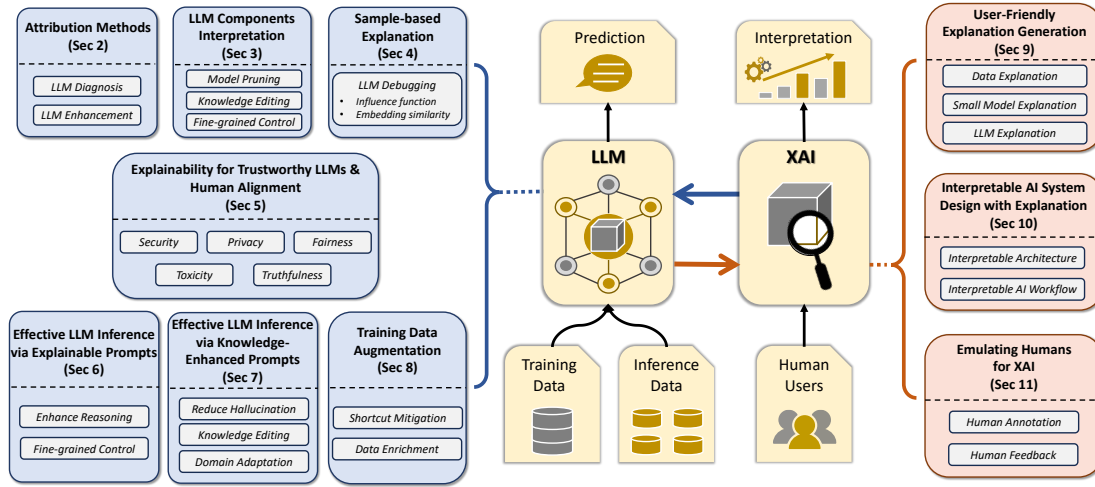 Attribution Methods
(Sec 2)
LLM Diagnosis
LLM Enhancement
LLM Components
Interpretation
(Sec 3)
Model Pruning
Knowledge Editing
Fine-grained Control
Sample-based
Explanation
(Sec 4)
LLM Debugging
• Influence function
• Embedding similarity
Explainability for Trustworthy LLMs &
Human Alignment
(Sec 5)
Security
Privacy
Fairness
Toxicity
Truthfulness
Effective LLM Inference
via Explainable Prompts
(Sec 6)
Enhance Reasoning
Fine-grained Control
Effective LLM Inference
via Knowledge-
Enhanced Prompts
(Sec 7)
Reduce Hallucination
Knowledge Editing
Domain Adaptation
Training Data
Augmentation
(Sec 8)
Shortcut Mitigation
Data Enrichment
Prediction
Interpretation
LLM
XAI
Training
Data
Inference
Data
Human
Users
User-Friendly
Explanation Generation
(Sec 9)
Data Explanation
Small Model Explanation
LLM Explanation
Interpretable AI System
Design with Explanation
(Sec 10)
Interpretable Architecture
Interpretable AI Workflow
Emulating Humans
for XAI
(Sec 11)
Human Annotation
Human Feedback